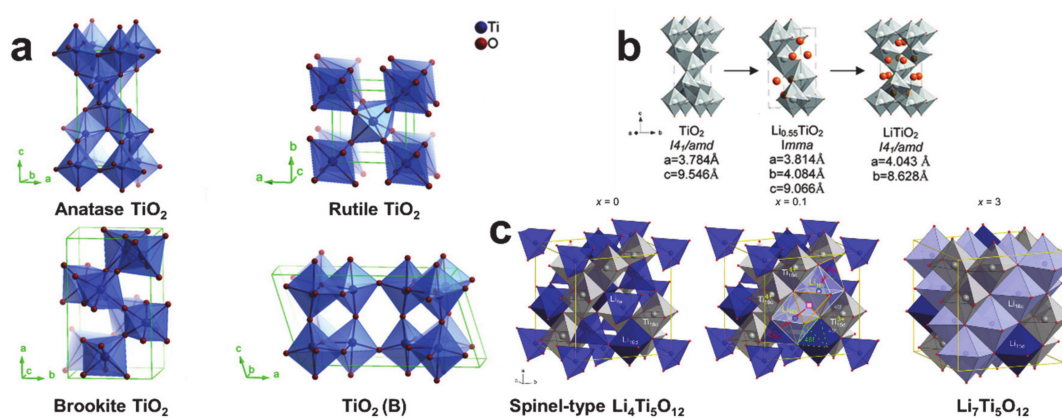 a
Ti
O
c
b
a
Anatase TiO₂
b
c
a
Rutile TiO₂
a
c
b
Brookite TiO₂
c
b
a
TiO₂ (B)
b
c
a
b
TiO₂
I4₁/amd
a=3.784Å
c=9.546Å
Li₀.₅₅TiO₂
Imma
a=3.814Å
b=4.084Å
c=9.066Å
LiTiO₂
I4₁/amd
a=4.043 Å
b=8.628Å
c
x = 0
x = 0.1
x = 3
Spinel-type Li₄Ti₅O₁₂
Li₇Ti₅O₁₂